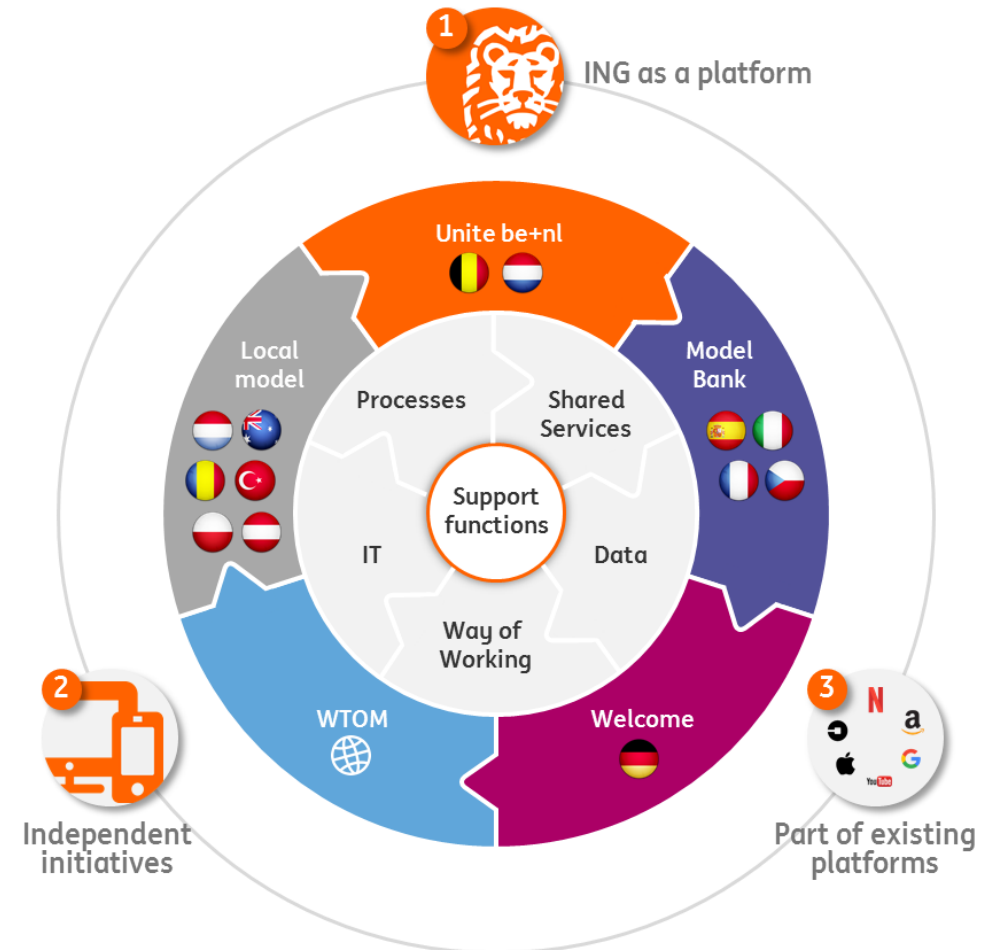 1
ING as a platform
Unite be+nl
Local
model
Model
Bank
Processes
Shared
Services
Support
functions
IT
Data
Way of
Working
WTOM
Welcome
2
Independent
initiatives
3
N
a
G
YouTube
Part of existing
platforms